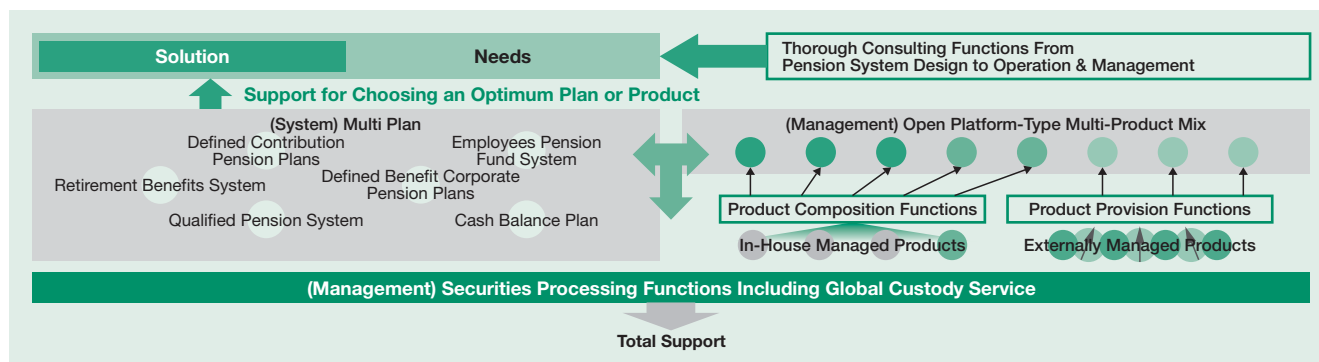 Solution
Needs
Thorough Consulting Functions From
Pension System Design to Operation & Management
Support for Choosing an Optimum Plan or Product
(System) Multi Plan
Defined Contribution
Pension Plans
Employees Pension
Fund System
Retirement Benefits System
Defined Benefit Corporate
Pension Plans
Qualified Pension System
Cash Balance Plan
(Management) Open Platform-Type Multi-Product Mix
Product Composition Functions
Product Provision Functions
In-House Managed Products
Externally Managed Products
(Management) Securities Processing Functions Including Global Custody Service
Total Support